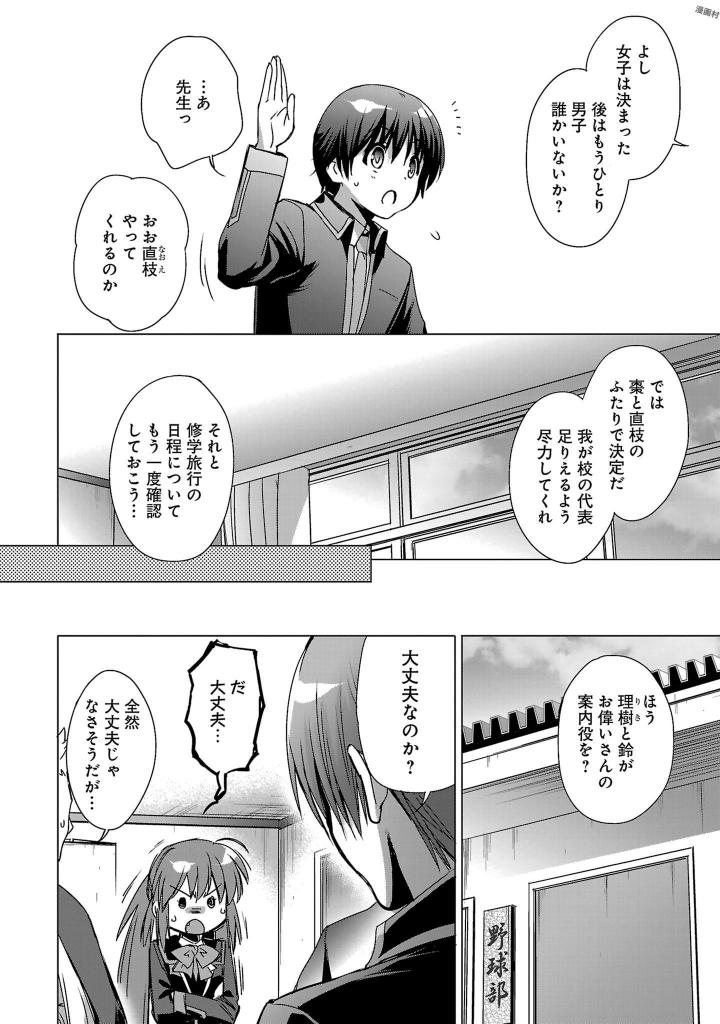 漫画村
よし
女子は決まった
後はもうひとり
男子
誰かいないか？
…あ
先生っ
おお直枝
なおえ
やって
くれるのか
では
棗と直枝の
ふたりで決定だ
我が校の代表
足りえるよう
尽力してくれ
それと
修学旅行の
日程について
もう一度確認
しておこう…
ほう
理樹と鈴が
りき
お偉いさんの
案内役を？
野球部
大丈夫なのか？
だ
大丈夫…
全然
大丈夫じゃ
なさそうだが…